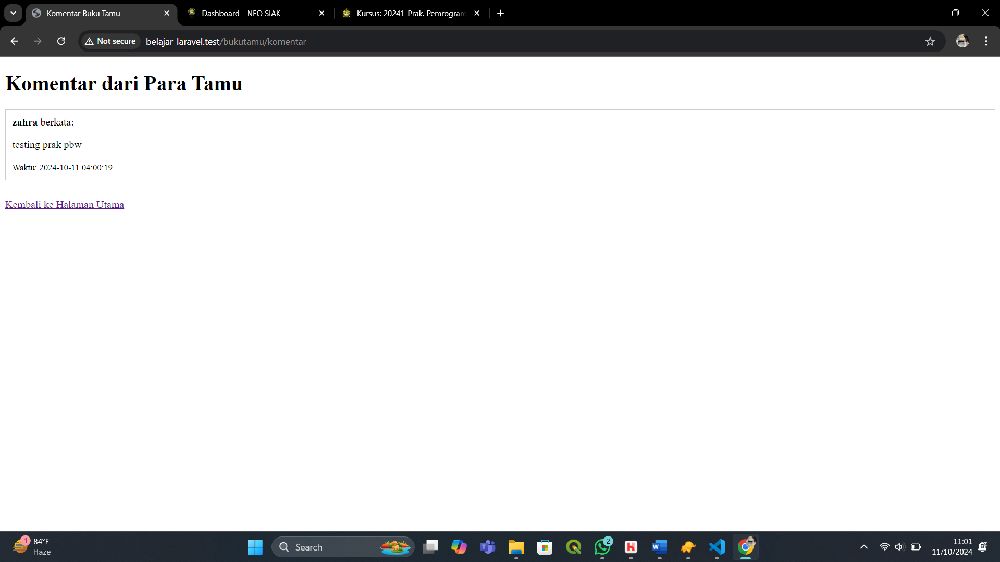 Komentar Buku Tamu
Dashboard - NEO SIAK
Kursus: 20241-Prak. Pemrogram
Not secure
belajar_laravel.test/bukutamu/komentar
Komentar dari Para Tamu
zahra berkata:
testing prak pbw
Waktu: 2024-10-11 04:00:19
Kembali ke Halaman Utama
1
84°F
Haze
Search
T
2
H
W
11:01
11/10/2024